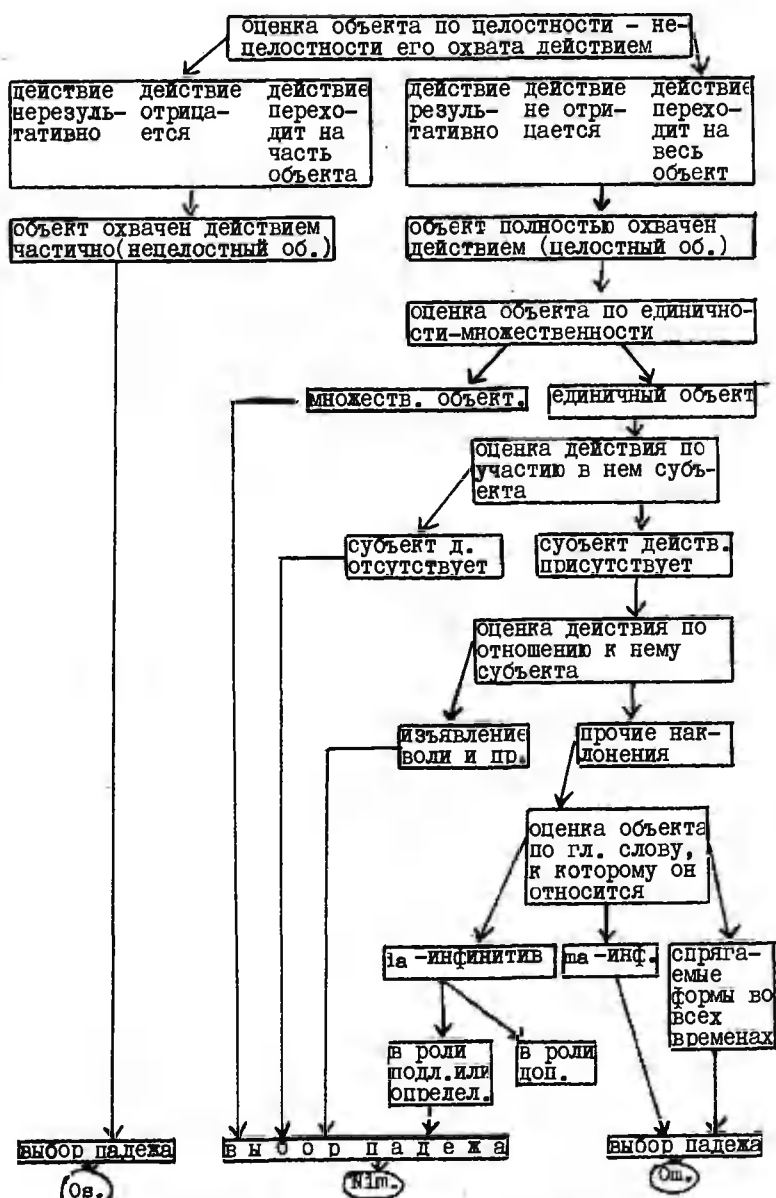 оценка объекта по целостности – не-
целостности его охвата действием
действие действие действие
нерезуль- отрица- перехо-
тативно ется дит на
часть
объекта
действие действие действие
резуль- не отри- перехо-
тативно цается дит на
весь
объект
объект охвачен действием
частично(нецелостный об.)
объект полностью охвачен
действием (целостный об.)
оценка объекта по единично-
сти-множественности
множеств. объект.
единичный объект
оценка действия по
участию в нем субъ-
екта
субъект д.
отсутствует
субъект действ.
присутствует
оценка действия по
отношению к нему
субъекта
изъявление
воли и пр.
прочие нак-
лонения
оценка объекта
по гл. слову,
к которому он
относится
da-инфинитив
ma-инф.
спряга-
емые
формы во
всех
временах
в роли
подл.или
определ.
в роли
доп.
выбор падежа
в ы б о р п а д е ж а
выбор падежа
Os.
Nim.
Om.